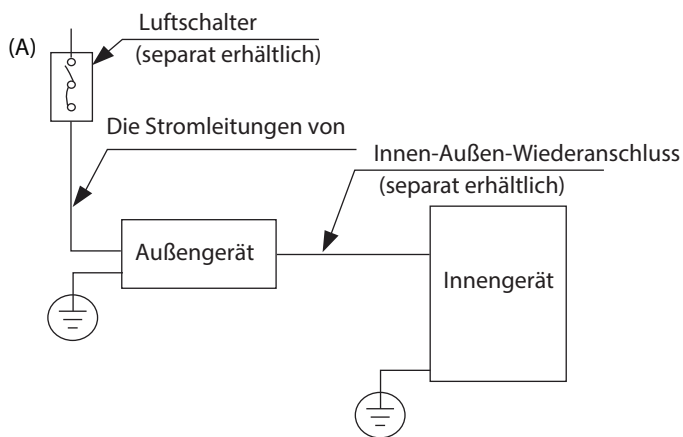 (A)
Luftschalter
(separat erhältlich)
Die Stromleitungen von
Innen-Außen-Wiederanschluss
(separat erhältlich)
Außengerät
Innengerät